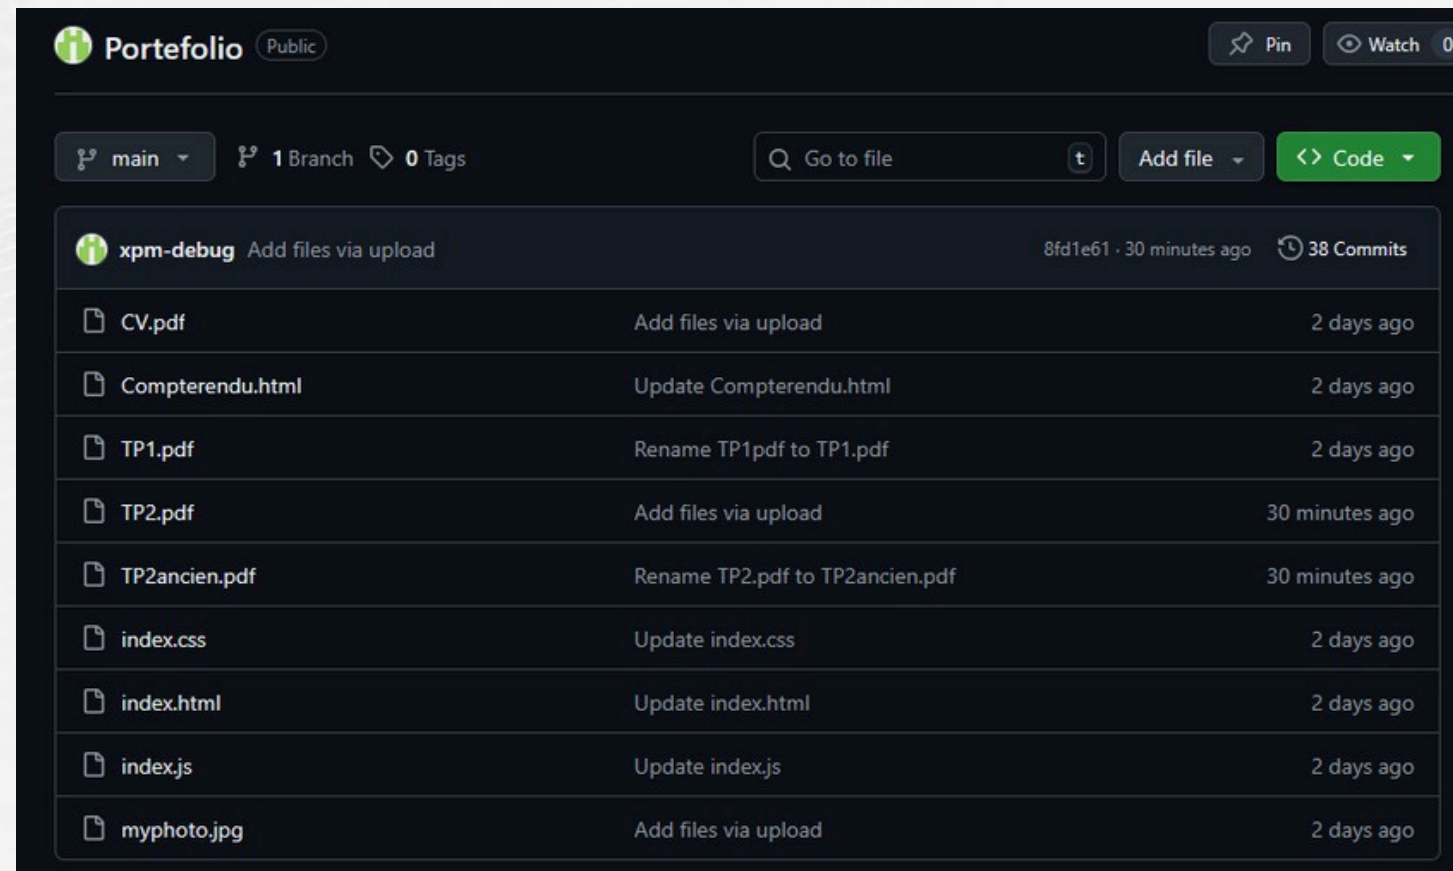 Portefolio Public Pin Watch 0
main 1 Branch 0 Tags Go to file t Add file Code
xpm-debug Add files via upload 8fd1e61 · 30 minutes ago 38 Commits
CV.pdf Add files via upload 2 days ago
Compterendu.html Update Compterendu.html 2 days ago
TP1.pdf Rename TP1pdf to TP1.pdf 2 days ago
TP2.pdf Add files via upload 30 minutes ago
TP2ancien.pdf Rename TP2.pdf to TP2ancien.pdf 30 minutes ago
index.css Update index.css 2 days ago
index.html Update index.html 2 days ago
index.js Update index.js 2 days ago
myphoto.jpg Add files via upload 2 days ago